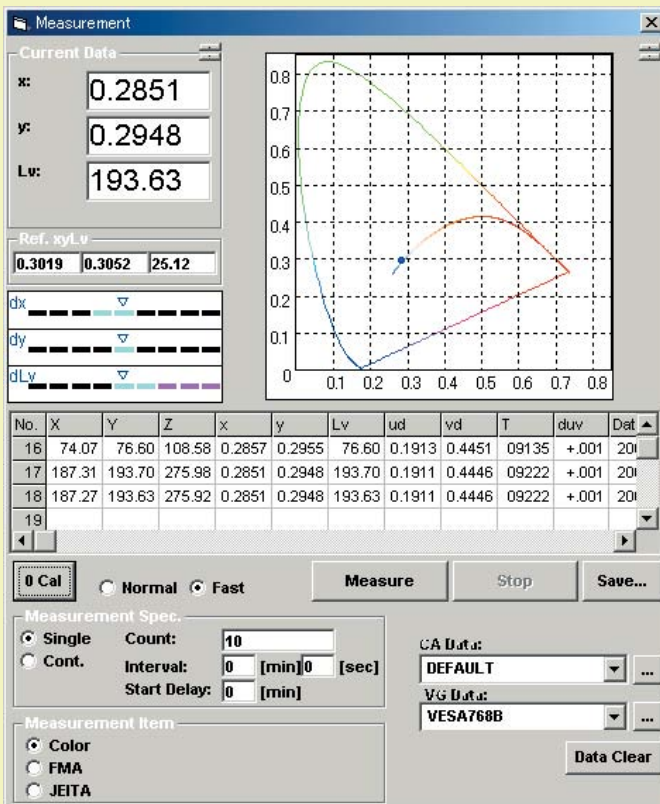 Measurement
Current Data
x:
0.2851
y:
0.2948
Lv:
193.63
Ref. xyLv
0.3019 0.3052 25.12
dx
dy
dLv
0.8
0.7
0.6
0.5
0.4
0.3
0.2
0.1
0 0.1 0.2 0.3 0.4 0.5 0.6 0.7 0.8
No. X Y Z x y Lv ud vd T duv Dat
16 74.07 76.60 108.58 0.2857 0.2955 76.60 0.1913 0.4451 09135 +.001 20
17 187.31 193.70 275.98 0.2851 0.2948 193.70 0.1911 0.4446 09222 +.001 20
18 187.27 193.63 275.92 0.2851 0.2948 193.63 0.1911 0.4446 09222 +.001 20
19
0 Cal Normal Fast Measure Stop Save...
Measurement Spec.
Single Count: 10
Cont. Interval: 0 [min] 0 [sec]
Start Delay: 0 [min]
CA Data:
DEFAULT ...
VG Data:
VESA768B ...
Measurement Item
Color
FMA
JEITA
Data Clear